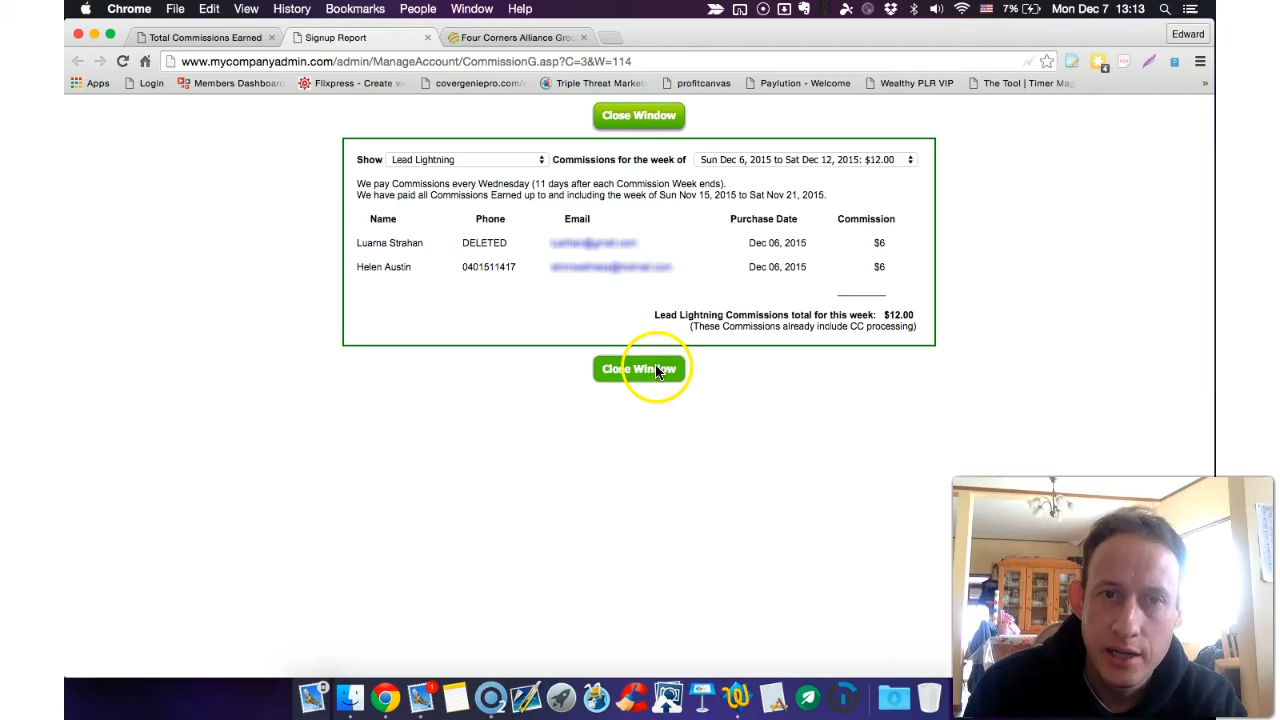 Chrome File Edit View History Bookmarks People Window Help 7% Mon Dec 7 13:13
Total Commissions Earned Signup Report Four Corners Alliance Gro Edward
www.mycompanyadmin.com/admin/ManageAccount/CommissionG.asp?C=3&W=114
Apps Login Members Dashboard Flixpress - Create vi covergeniepro.com/ Triple Threat Market profitcanvas Paylution - Welcome Wealthy PLR VIP The Tool | Timer Mag »
Close Window
Show Lead Lightning Commissions for the week of Sun Dec 6, 2015 to Sat Dec 12, 2015: $12.00
We pay Commissions every Wednesday (11 days after each Commission Week ends).
We have paid all Commissions Earned up to and including the week of Sun Nov 15, 2015 to Sat Nov 21, 2015.
Name Phone Email Purchase Date Commission
Luarna Strahan DELETED Dec 06, 2015 $6
Helen Austin 0401511417 Dec 06, 2015 $6
Lead Lightning Commissions total for this week: $12.00
(These Commissions already include CC processing)
Close Window